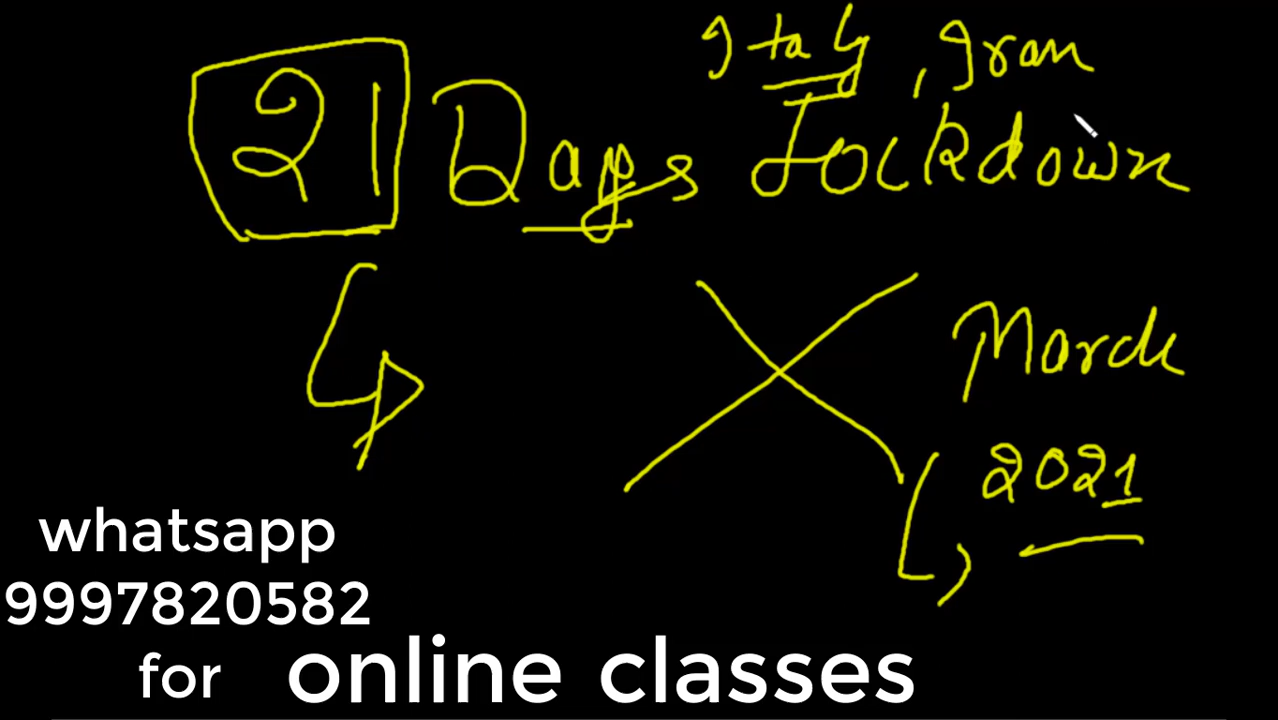 Italy, Iran
21 Days Lockdown
March
2021
whatsapp
9997820582
for online classes